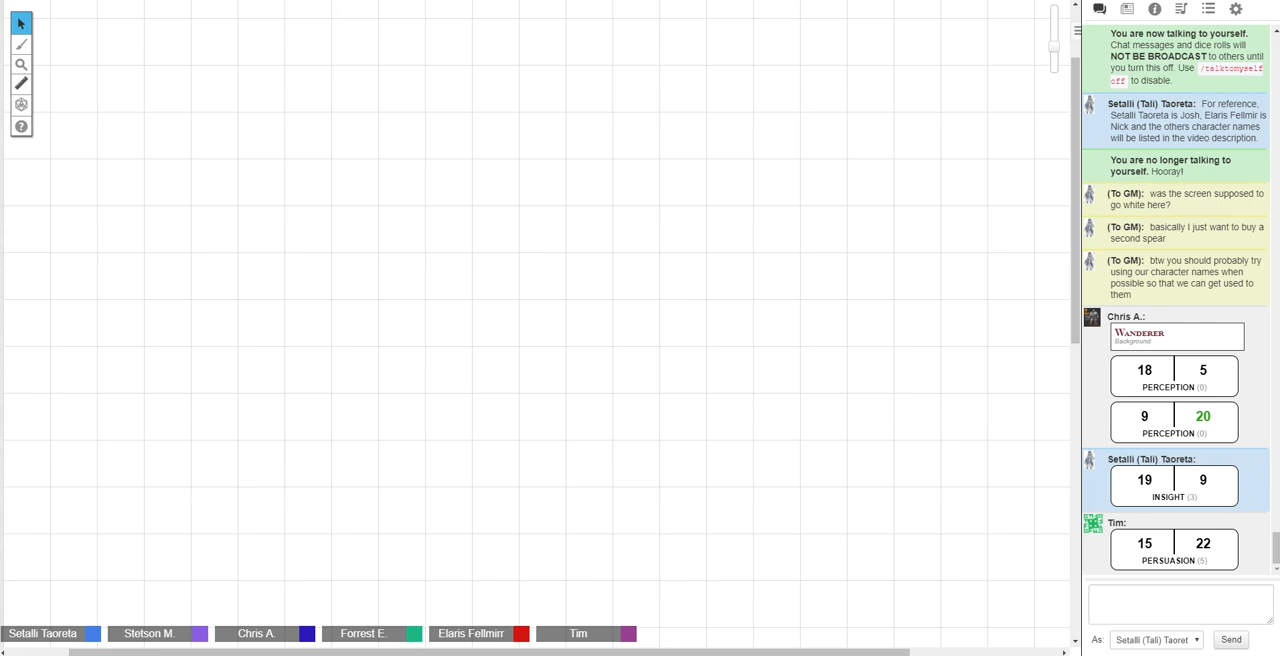 You are now talking to yourself.
Chat messages and dice rolls will
NOT BE BROADCAST to others until
you turn this off. Use /talktomyself
off to disable.
Setalli (Tali) Taoreta: For reference,
Setalli Taoreta is Josh, Elaris Fellmir is
Nick and the others character names
will be listed in the video description.
You are no longer talking to
yourself. Hooray!
(To GM): was the screen supposed to
go white here?
(To GM): basically I just want to buy a
second spear
(To GM): btw you should probably try
using our character names when
possible so that we can get used to
them
Chris A.:
WANDERER
Background:
18 5
PERCEPTION (0)
9 20
PERCEPTION (0)
Setalli (Tali) Taoreta:
19 9
INSIGHT (3)
Tim:
15 22
PERSUASION (5)
As: Setalli (Tali) Taoret Send
Setalli Taoreta Stetson M. Chris A. Forrest E. Elaris Fellmirr Tim